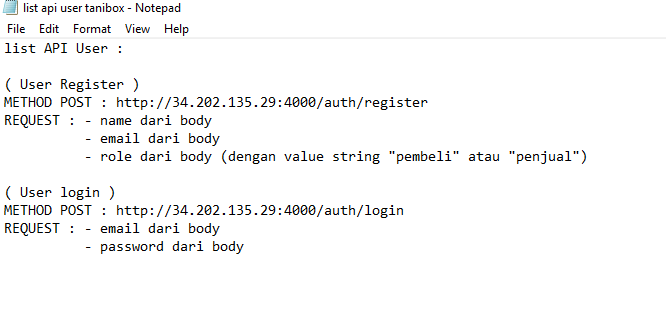 list api user tanibox - Notepad
File Edit Format View Help
list API User :
( User Register )
METHOD POST : http://34.202.135.29:4000/auth/register
REQUEST : - name dari body
- email dari body
- role dari body (dengan value string "pembeli" atau "penjual")
( User login )
METHOD POST : http://34.202.135.29:4000/auth/login
REQUEST : - email dari body
- password dari body